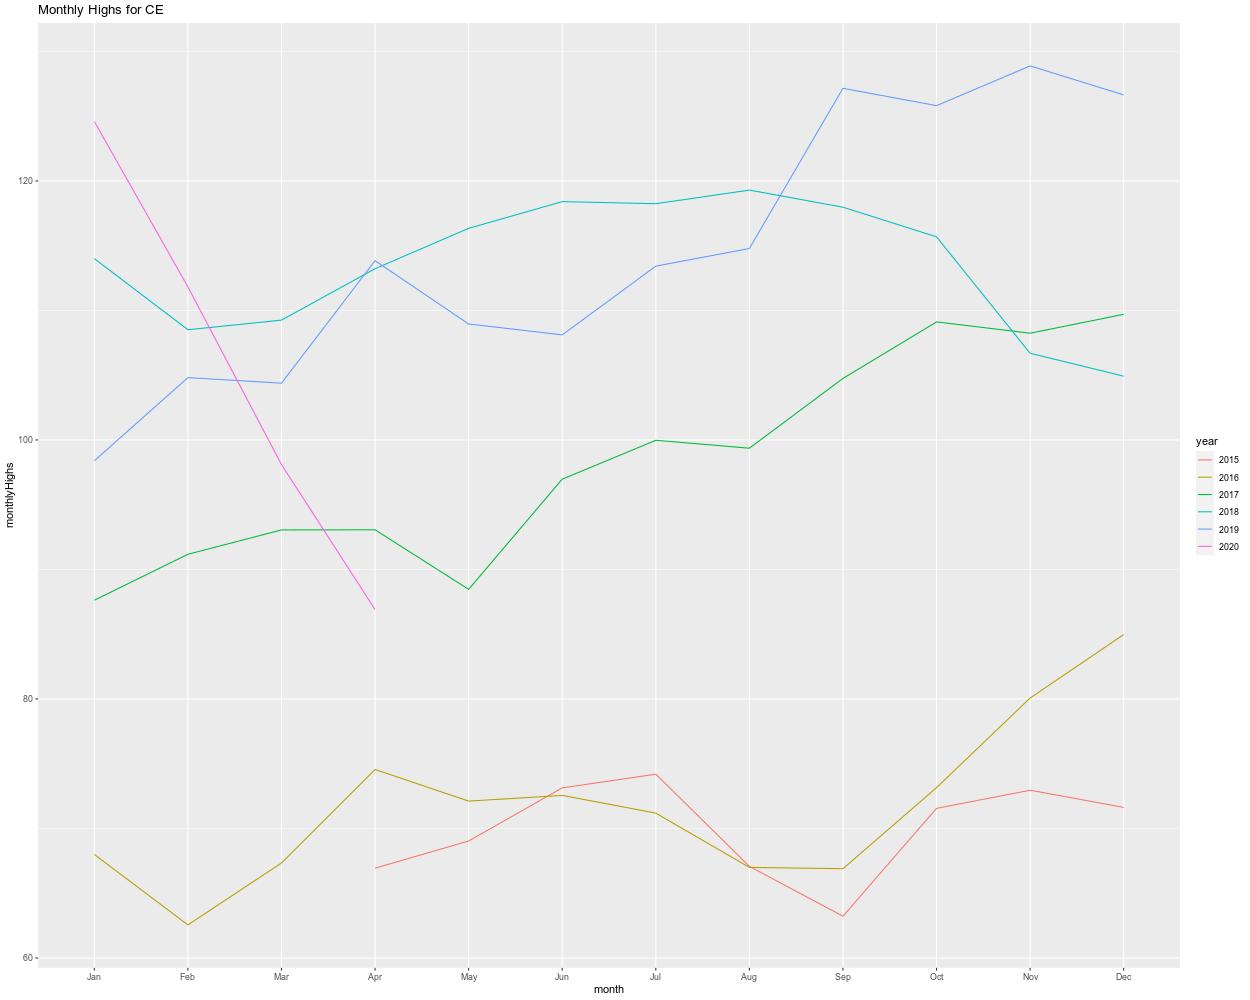 Monthly Highs for CE
120
100
80
60
monthlyHighs
Jan Feb Mar Apr May Jun Jul Aug Sep Oct Nov Dec
month
year
2015
2016
2017
2018
2019
2020